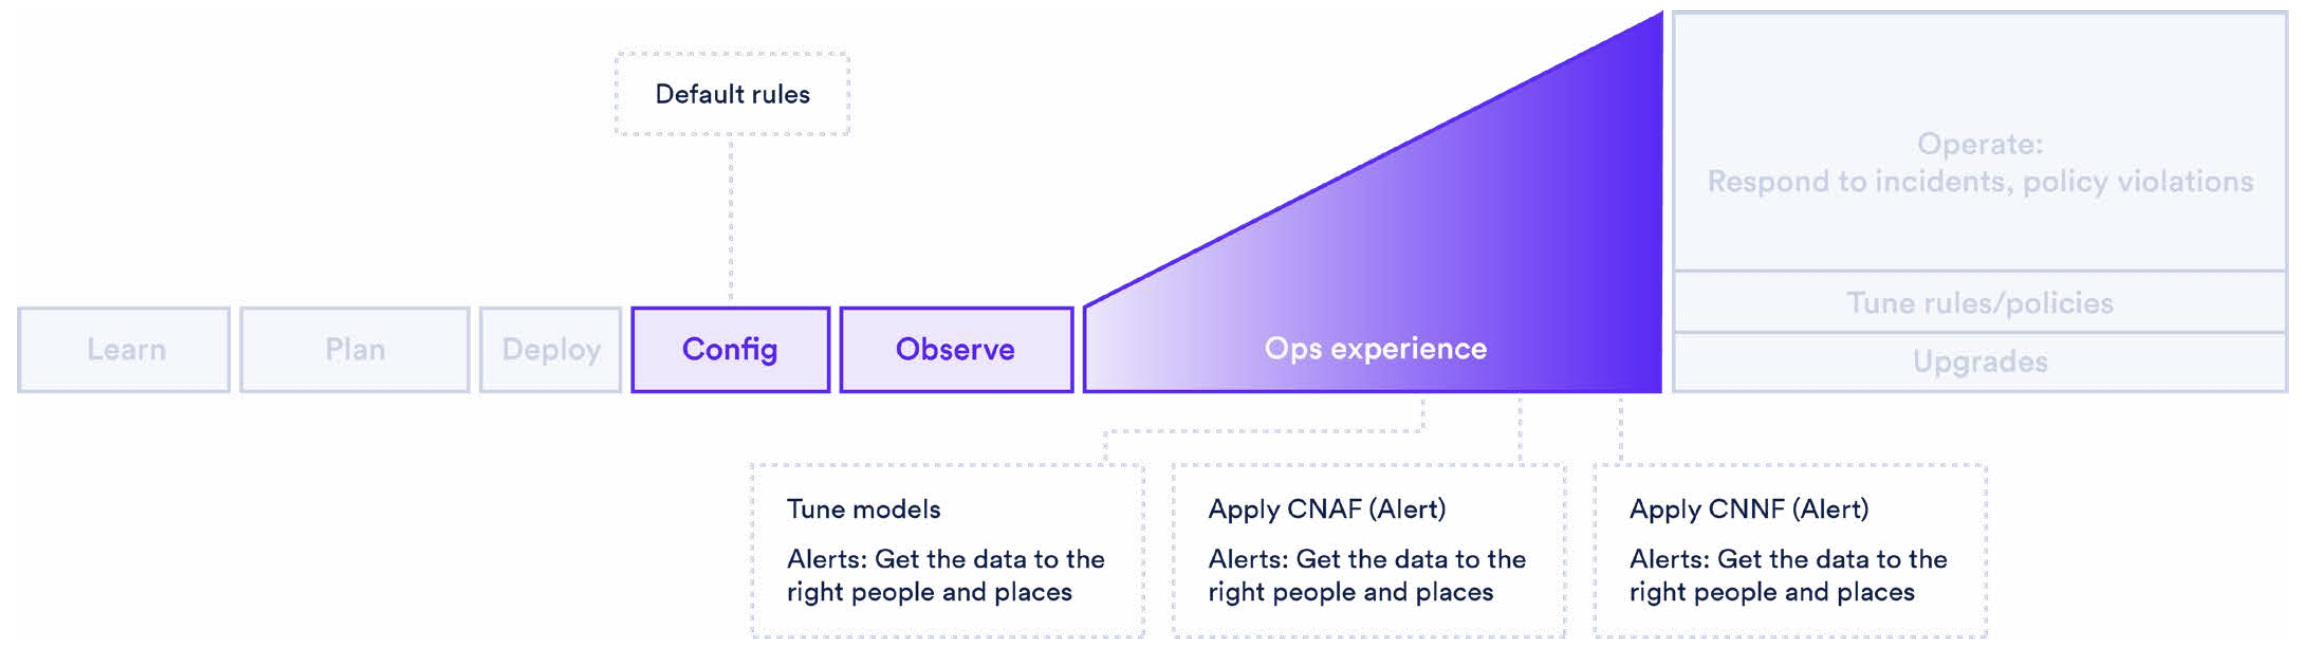 Default rules
Operate:
Respond to incidents, policy violations
Tune rules/policies
Upgrades
Learn
Plan
Deploy
Config
Observe
Ops experience
Tune models
Alerts: Get the data to the
right people and places
Apply CNAF (Alert)
Alerts: Get the data to the
right people and places
Apply CNNF (Alert)
Alerts: Get the data to the
right people and places